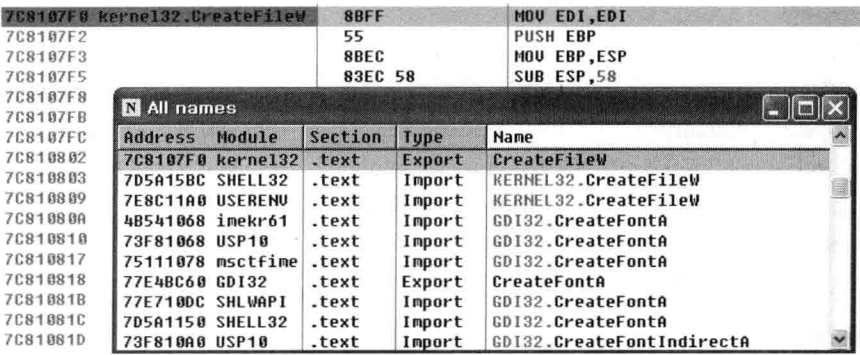 7C8107F0 kernel32.CreateFileW 8BFF MOV EDI,EDI
7C8107F2 55 PUSH EBP
7C8107F3 8BEC MOV EBP,ESP
7C8107F5 83EC 58 SUB ESP,58
7C8107F8
7C8107FB
7C8107FC
7C810802
7C810803
7C810809
7C81080A
7C810810
7C810817
7C810818
7C81081B
7C81081C
7C81081D
N All names
Address Module Section Type Name
7C8107F0 kernel32 .text Export CreateFileW
7D5A15BC SHELL32 .text Import KERNEL32.CreateFileW
7E8C11A0 USERENV .text Import KERNEL32.CreateFileW
4B541068 imekr61 .text Import GDI32.CreateFontA
73F81068 USP10 .text Import GDI32.CreateFontA
75111078 msctfime .text Import GDI32.CreateFontA
77E4BC60 GDI32 .text Export CreateFontA
77E710DC SHLWAPI .text Import GDI32.CreateFontA
7D5A1150 SHELL32 .text Import GDI32.CreateFontA
73F810A0 USP10 .text Import GDI32.CreateFontIndirectA